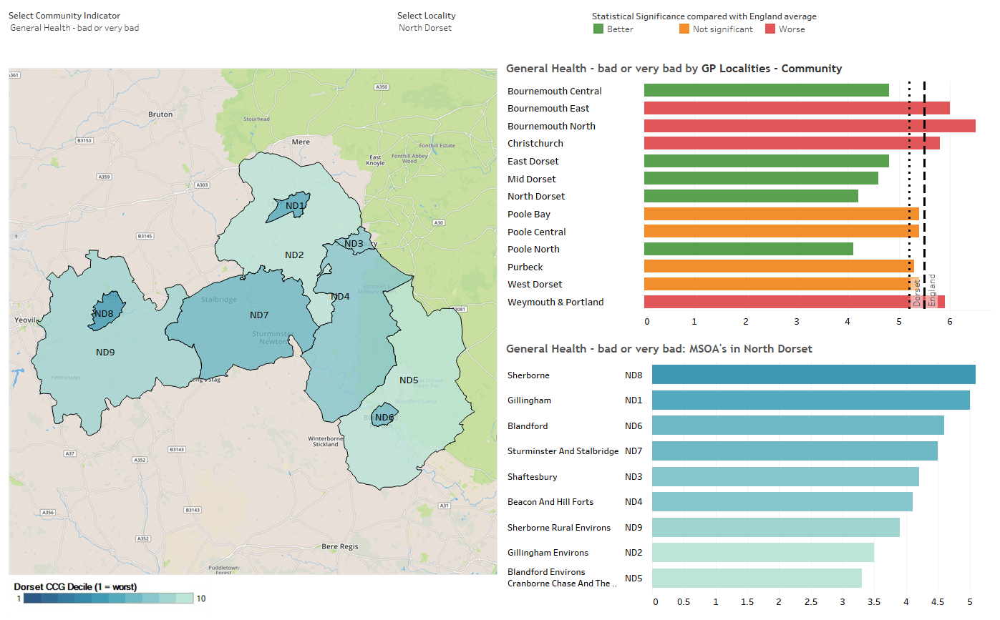 Select Community Indicator
General Health - bad or very bad
Select Locality
North Dorset
Statistical Significance compared with England average
Better
Not significant
Worse
A361
Bruton
A350
Stourhead
B3153
Mere
Fonthill Estate
East
Knoyle
Fonthill Abbey
Wood
A359
A303
ND1
A30
B3145
ND3
ND2
Stalbridge
ND4
ND8
ND7
3081
Yeovil
Sturminster
Newton
ND9
Yetminster
ND5
Blandford Camp
ND6
Winterborne
Stickland
A37
B3143
A352
A356
B3143
A31
A352
Bere Regis
Puddletown
Forest
Dorset CCG Decile (1 = worst)
1
10
General Health - bad or very bad by GP Localities - Community
Bournemouth Central
Bournemouth East
Bournemouth North
Christchurch
East Dorset
Mid Dorset
North Dorset
Poole Bay
Poole Central
Poole North
Purbeck
West Dorset
Weymouth & Portland
Dorset
England
0 1 2 3 4 5 6
General Health - bad or very bad: MSOA's in North Dorset
Sherborne ND8
Gillingham ND1
Blandford ND6
Sturminster And Stalbridge ND7
Shaftesbury ND3
Beacon And Hill Forts ND4
Sherborne Rural Environs ND9
Gillingham Environs ND2
Blandford Environs
Cranborne Chase And The .. ND5
0 0.5 1 1.5 2 2.5 3 3.5 4 4.5 5